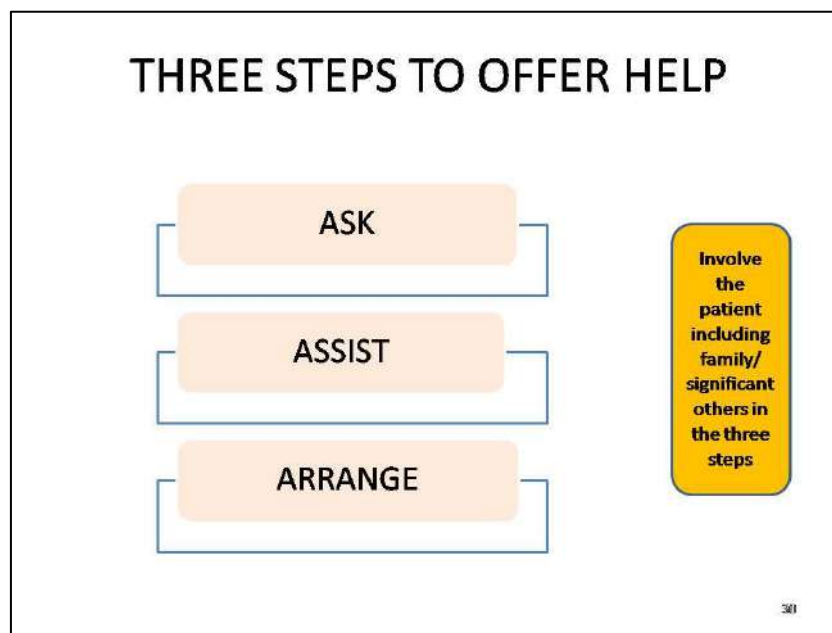 THREE STEPS TO OFFER HELP
ASK
ASSIST
ARRANGE
Involve
the
patient
including
family/
significant
others in
the three
steps